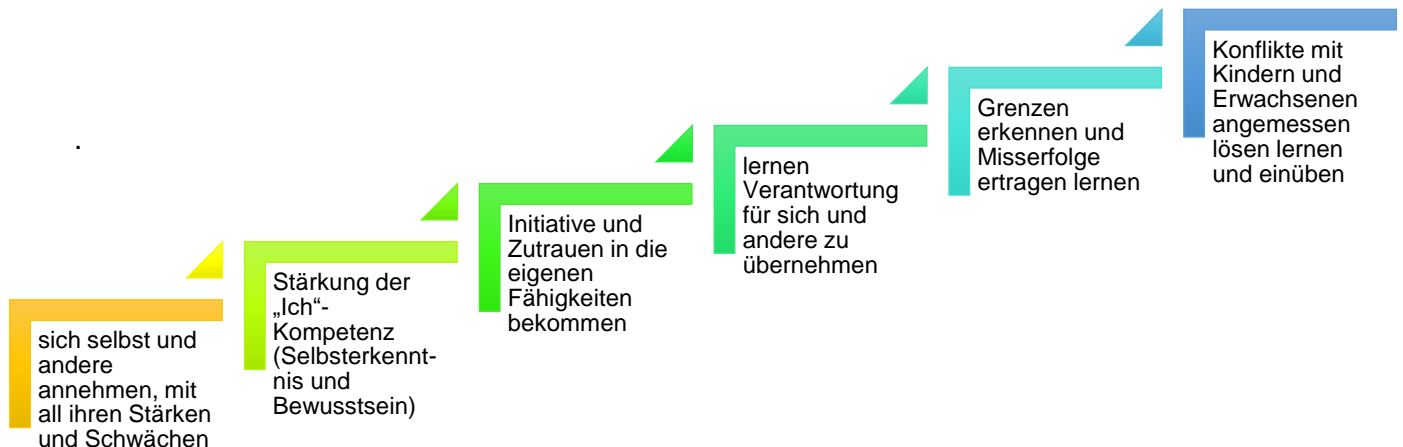 .
sich selbst und
andere
annehmen, mit
all ihren Stärken
und Schwächen
Stärkung der
„Ich“-
Kompetenz
(Selbsterkennt-
nis und
Bewusstsein)
Initiative und
Zutrauen in die
eigenen
Fähigkeiten
bekommen
lernen
Verantwortung
für sich und
andere zu
übernehmen
Grenzen
erkennen und
Misserfolge
ertragen lernen
Konflikte mit
Kindern und
Erwachsenen
angemessen
lösen lernen
und einüben